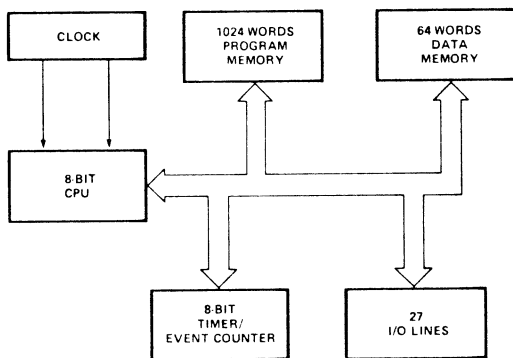 CLOCK
1024 WORDS
PROGRAM
MEMORY
64 WORDS
DATA
MEMORY
8-BIT
CPU
8-BIT
TIMER/
EVENT COUNTER
27
I/O LINES